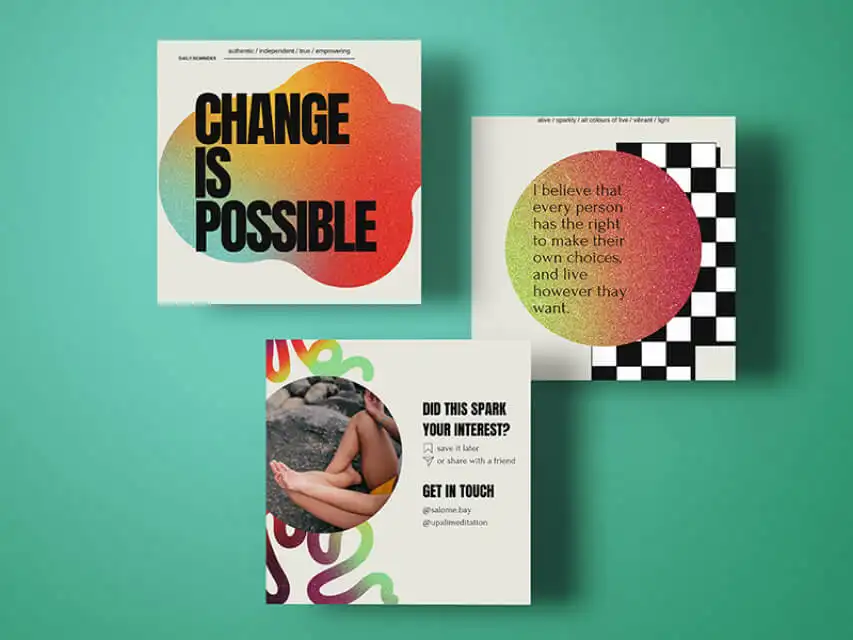 authentic / independent / true / empowering
DAILY REMINDER
CHANGE
IS
POSSIBLE
alive / sparkly / all colours of live / vibrant / light
I believe that
every person
has the right
to make their
own choices,
and live
however thay
want.
DID THIS SPARK
YOUR INTEREST?
save it later
or share with a friend
GET IN TOUCH
@salome.bay
@upalimeditation